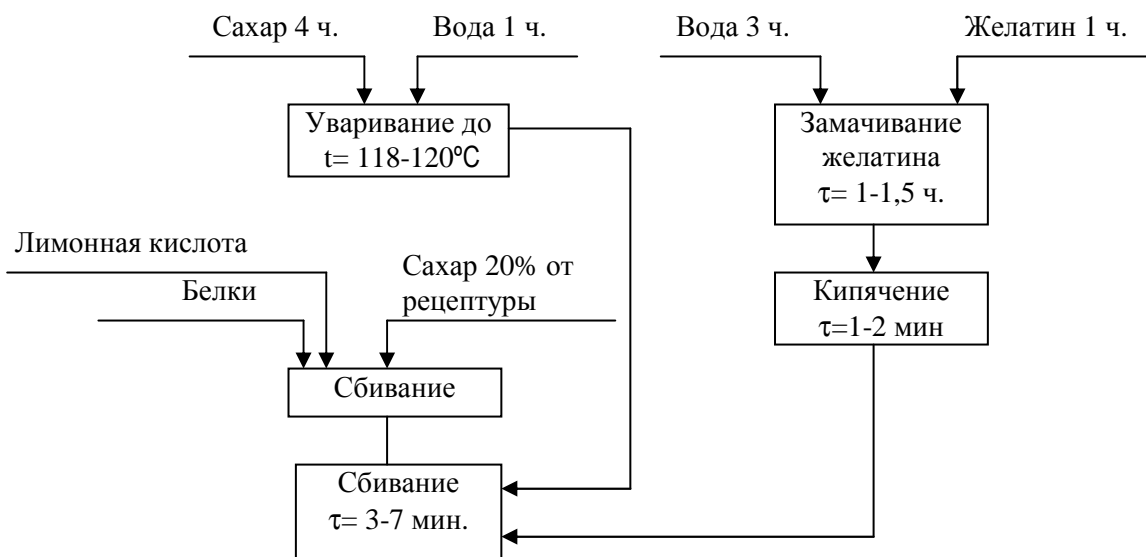 Сахар 4 ч.
Вода 1 ч.
Вода 3 ч.
Желатин 1 ч.
Уваривание до
t= 118-120ºС
Замачивание
желатина
τ= 1-1,5 ч.
Лимонная кислота
Белки
Сахар 20% от
рецептуры
Кипячение
τ=1-2 мин
Сбивание
Сбивание
τ= 3-7 мин.